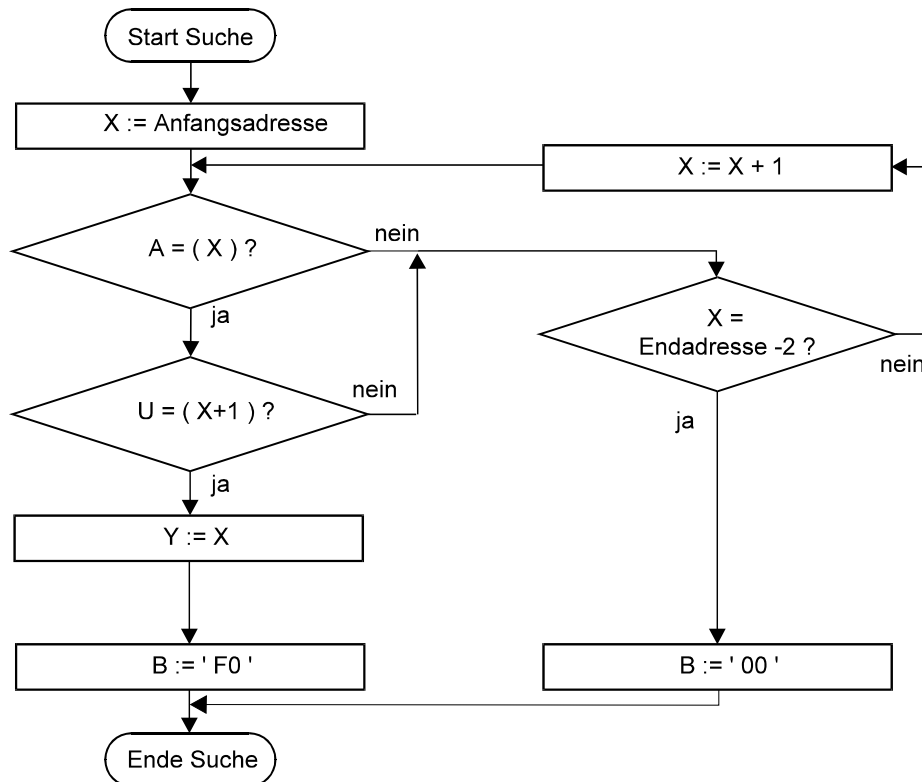 Start Suche
X := Anfangsadresse
X := X + 1
A = ( X ) ?
nein
ja
X =
Endadresse -2 ?
nein
ja
U = ( X+1 ) ?
nein
ja
Y := X
B := ' F0 '
B := ' 00 '
Ende Suche